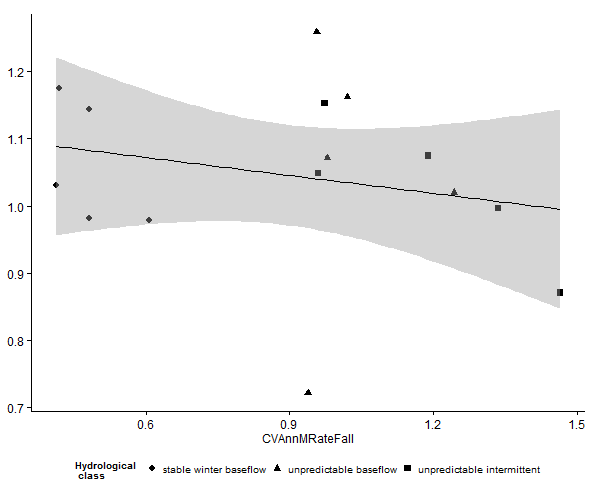 1.2
1.1
1.0
0.9
0.8
0.7
0.6 0.9 1.2 1.5
CVAnnMRateFall
Hydrological
class
stable winter baseflow unpredictable baseflow unpredictable intermittent